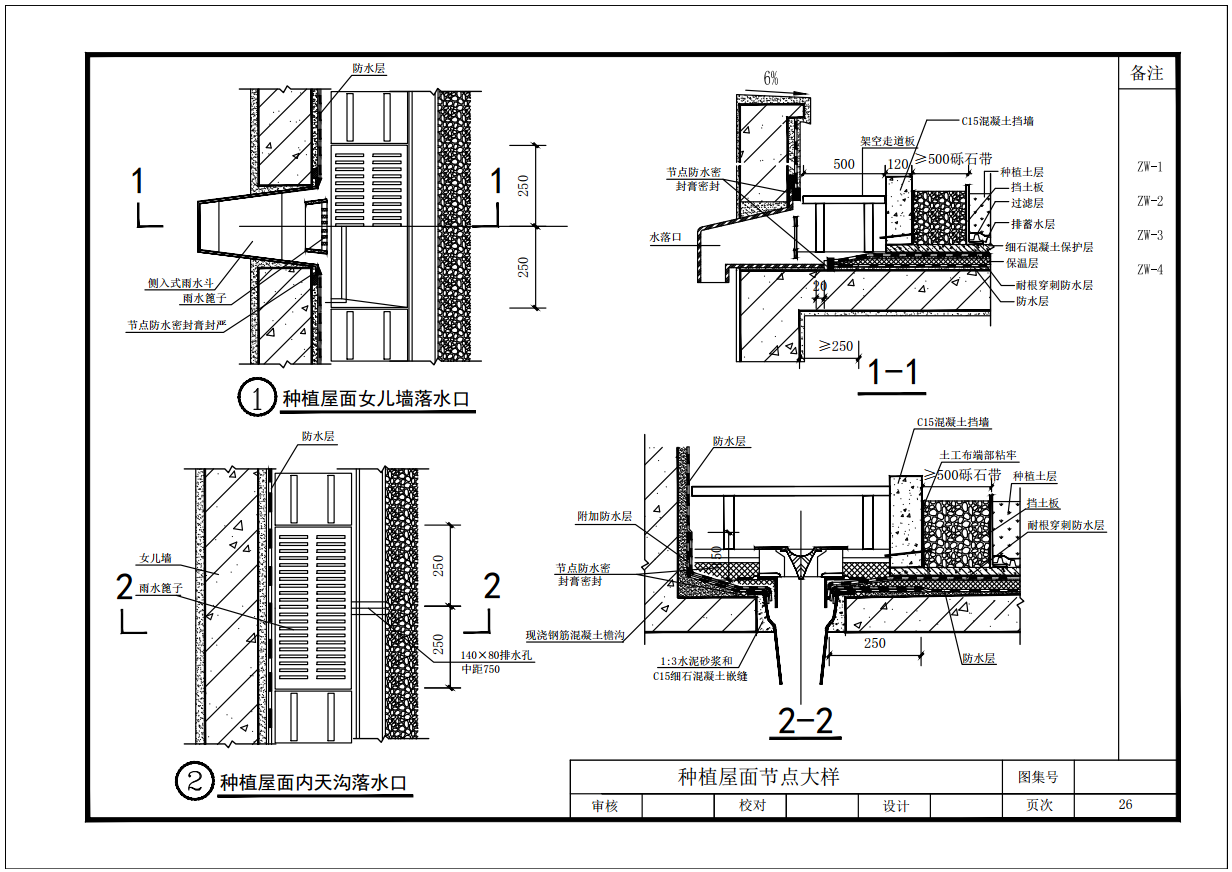 备注
ZW-1
ZW-2
ZW-3
ZW-4
防水层
1
1
250
250
侧入式雨水斗
雨水篦子
节点防水密封膏封严
1 种植屋面女儿墙落水口
6%
C15混凝土挡墙
架空走道板
500
120
≥500砾石带
节点防水密
封膏密封
水落口
种植土层
挡土板
过滤层
排蓄水层
细石混凝土保护层
保温层
耐根穿刺防水层
防水层
20
≥250
1-1
防水层
女儿墙
雨水篦子
2
2
250
250
140×80排水孔
中距750
2 种植屋面内天沟落水口
C15混凝土挡墙
防水层
土工布端部粘牢
≥500砾石带
种植土层
挡土板
耐根穿刺防水层
附加防水层
节点防水密
封膏密封
现浇钢筋混凝土檐沟
1:3水泥砂浆和
C15细石混凝土嵌缝
250
防水层
2-2
种植屋面节点大样
图集号
审核
校对
设计
页次
26